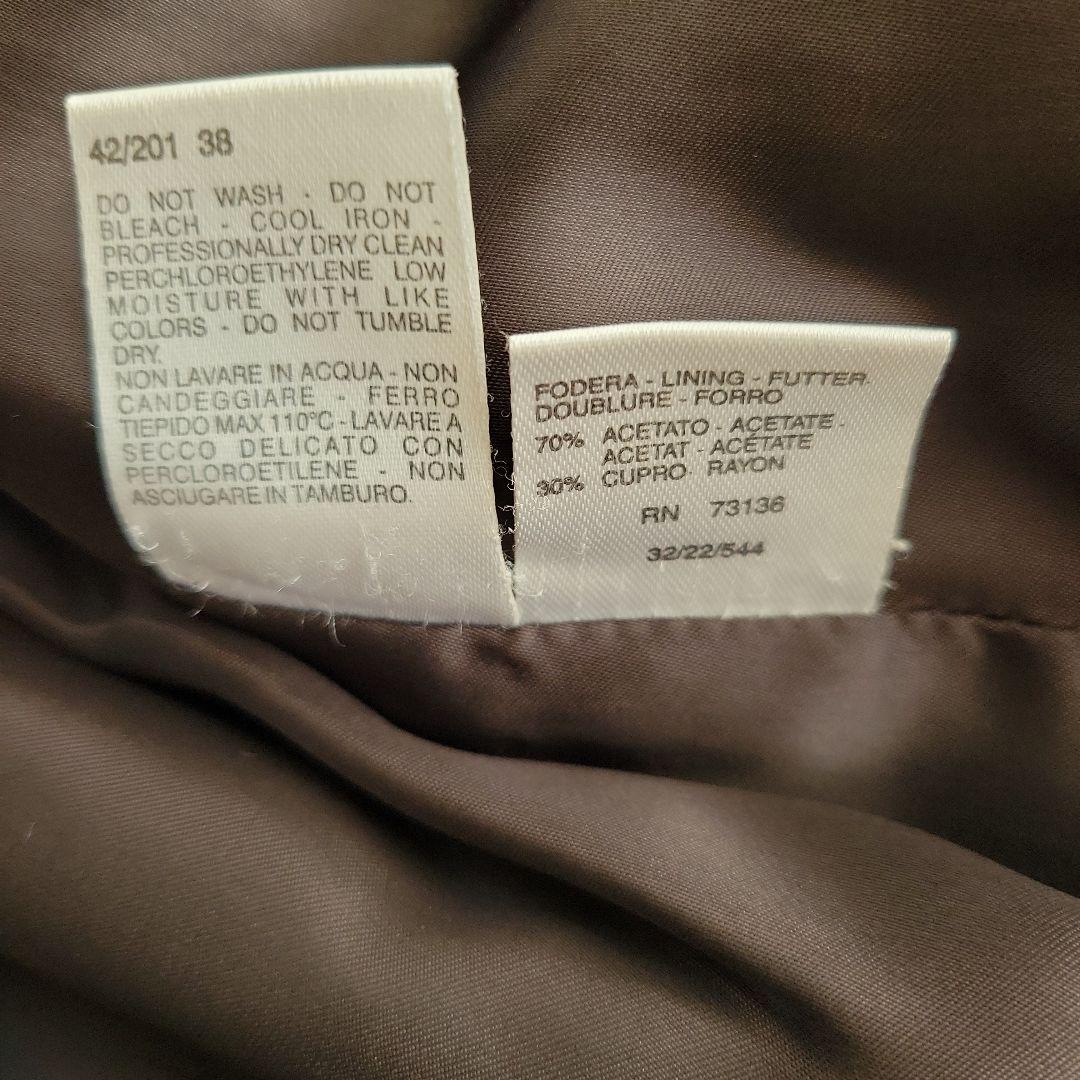 42/201 38
DO NOT WASH - DO NOT
BLEACH - COOL IRON -
PROFESSIONALLY DRY CLEAN
PERCHLOROETHYLENE LOW
MOISTURE WITH LIKE
COLORS - DO NOT TUMBLE
DRY.
NON LAVARE IN ACQUA - NON
CANDEGGIARE - FERRO
TIEPIDO MAX 110°C - LAVARE A
SECCO DELICATO CON
PERCLOROETILENE - NON
ASCIUGARE IN TAMBURO.
FODERA - LINING - FUTTER.
DOUBLURE - FORRO
70% ACETATO - ACETATE -
ACETAT - ACÉTATE
30% CUPRO RAYON
RN 73136
32/22/544